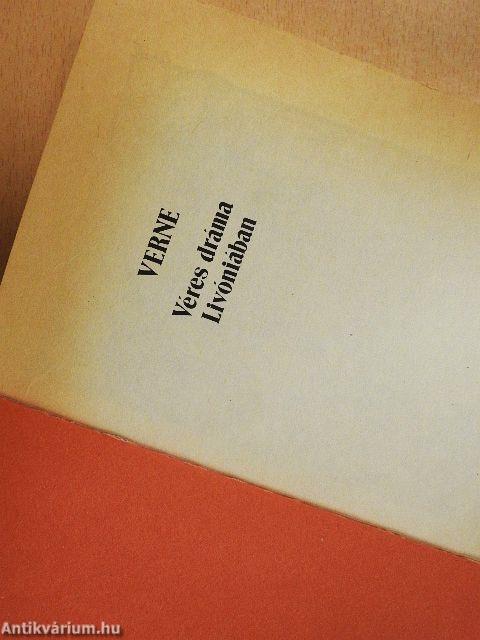 VERNE
Véres dráma
Livóniában
Antikvárium.hu